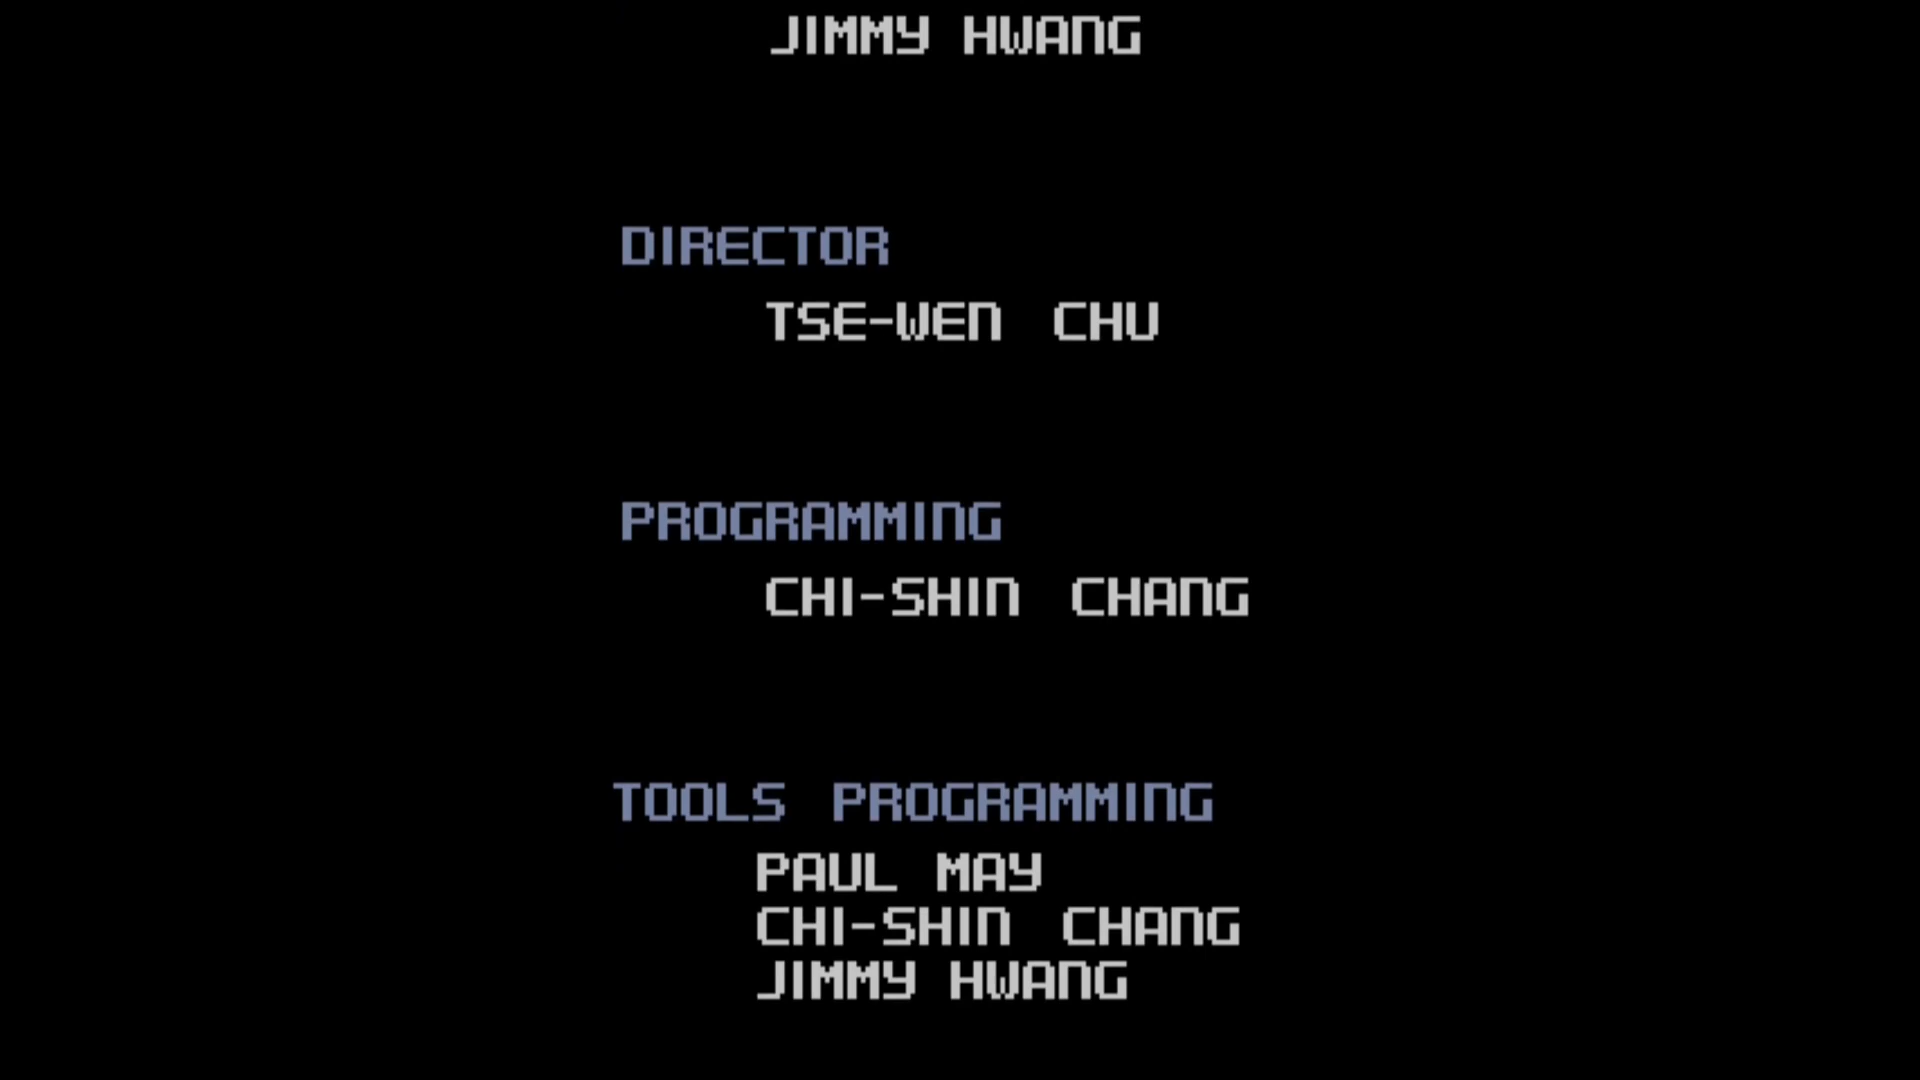 JIMMY HWANG
DIRECTOR
TSE-WEN CHU
PROGRAMMING
CHI-SHIN CHANG
TOOLS PROGRAMMING
PAUL MAY
CHI-SHIN CHANG
JIMMY HWANG